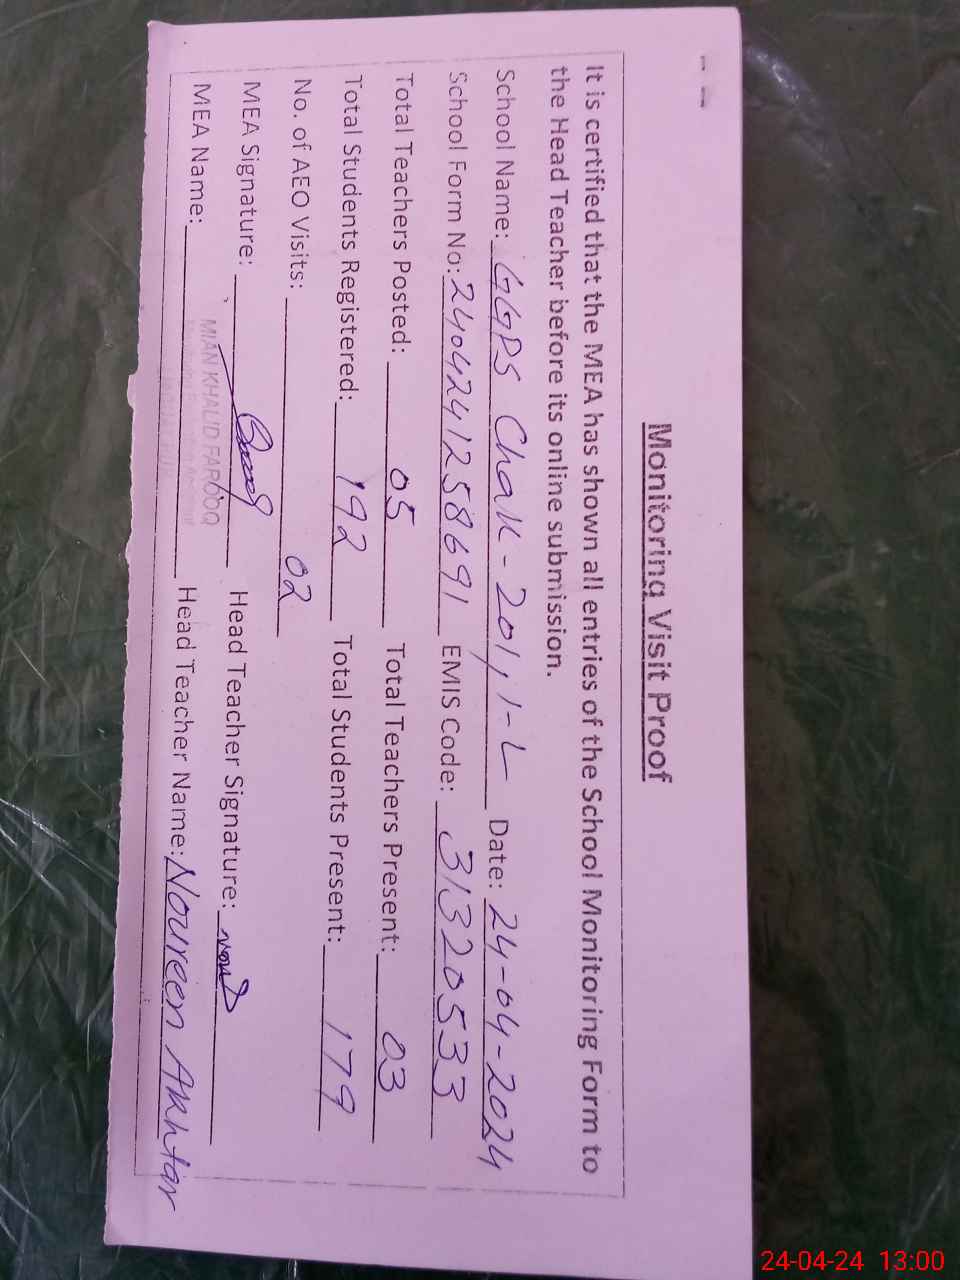 Monitoring Visit Proof
It is certified that the MEA has shown all entries of the School Monitoring Form to
the Head Teacher before its online submission.
School Name: GGPS Chak-201,1-L Date: 24-04-2024
School Form No: 2404241258691 EMIS Code: 31320533
Total Teachers Posted: 05 Total Teachers Present: 03
Total Students Registered: 192 Total Students Present: 179
No. of AEO Visits: 02
MEA Signature: Head Teacher Signature:
MIAN KHALID FAROOQ
MEA Name: Head Teacher Name: Noureen Akhtar
24-04-24 13:00